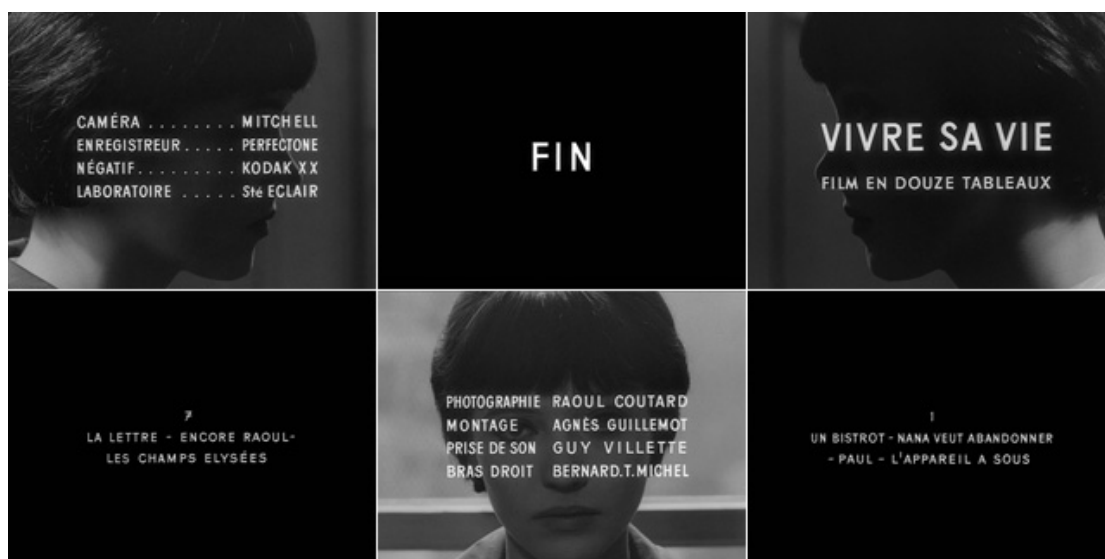 CAMÉRA ........ MITCHELL
ENREGISTREUR ..... PERFECTONE
NÉGATIF ........ KODAK XX
LABORATOIRE ..... Sté ECLAIR
FIN
VIVRE SA VIE
FILM EN DOUZE TABLEAUX
7
LA LETTRE - ENCORE RAOUL-
LES CHAMPS ELYSÉES
PHOTOGRAPHIE RAOUL COUTARD
MONTAGE AGNÈS GUILLEMOT
PRISE DE SON GUY VILLETTE
BRAS DROIT BERNARD.T.MICHEL
1
UN BISTROT - NANA VEUT ABANDONNER
- PAUL - L'APPAREIL A SOUS